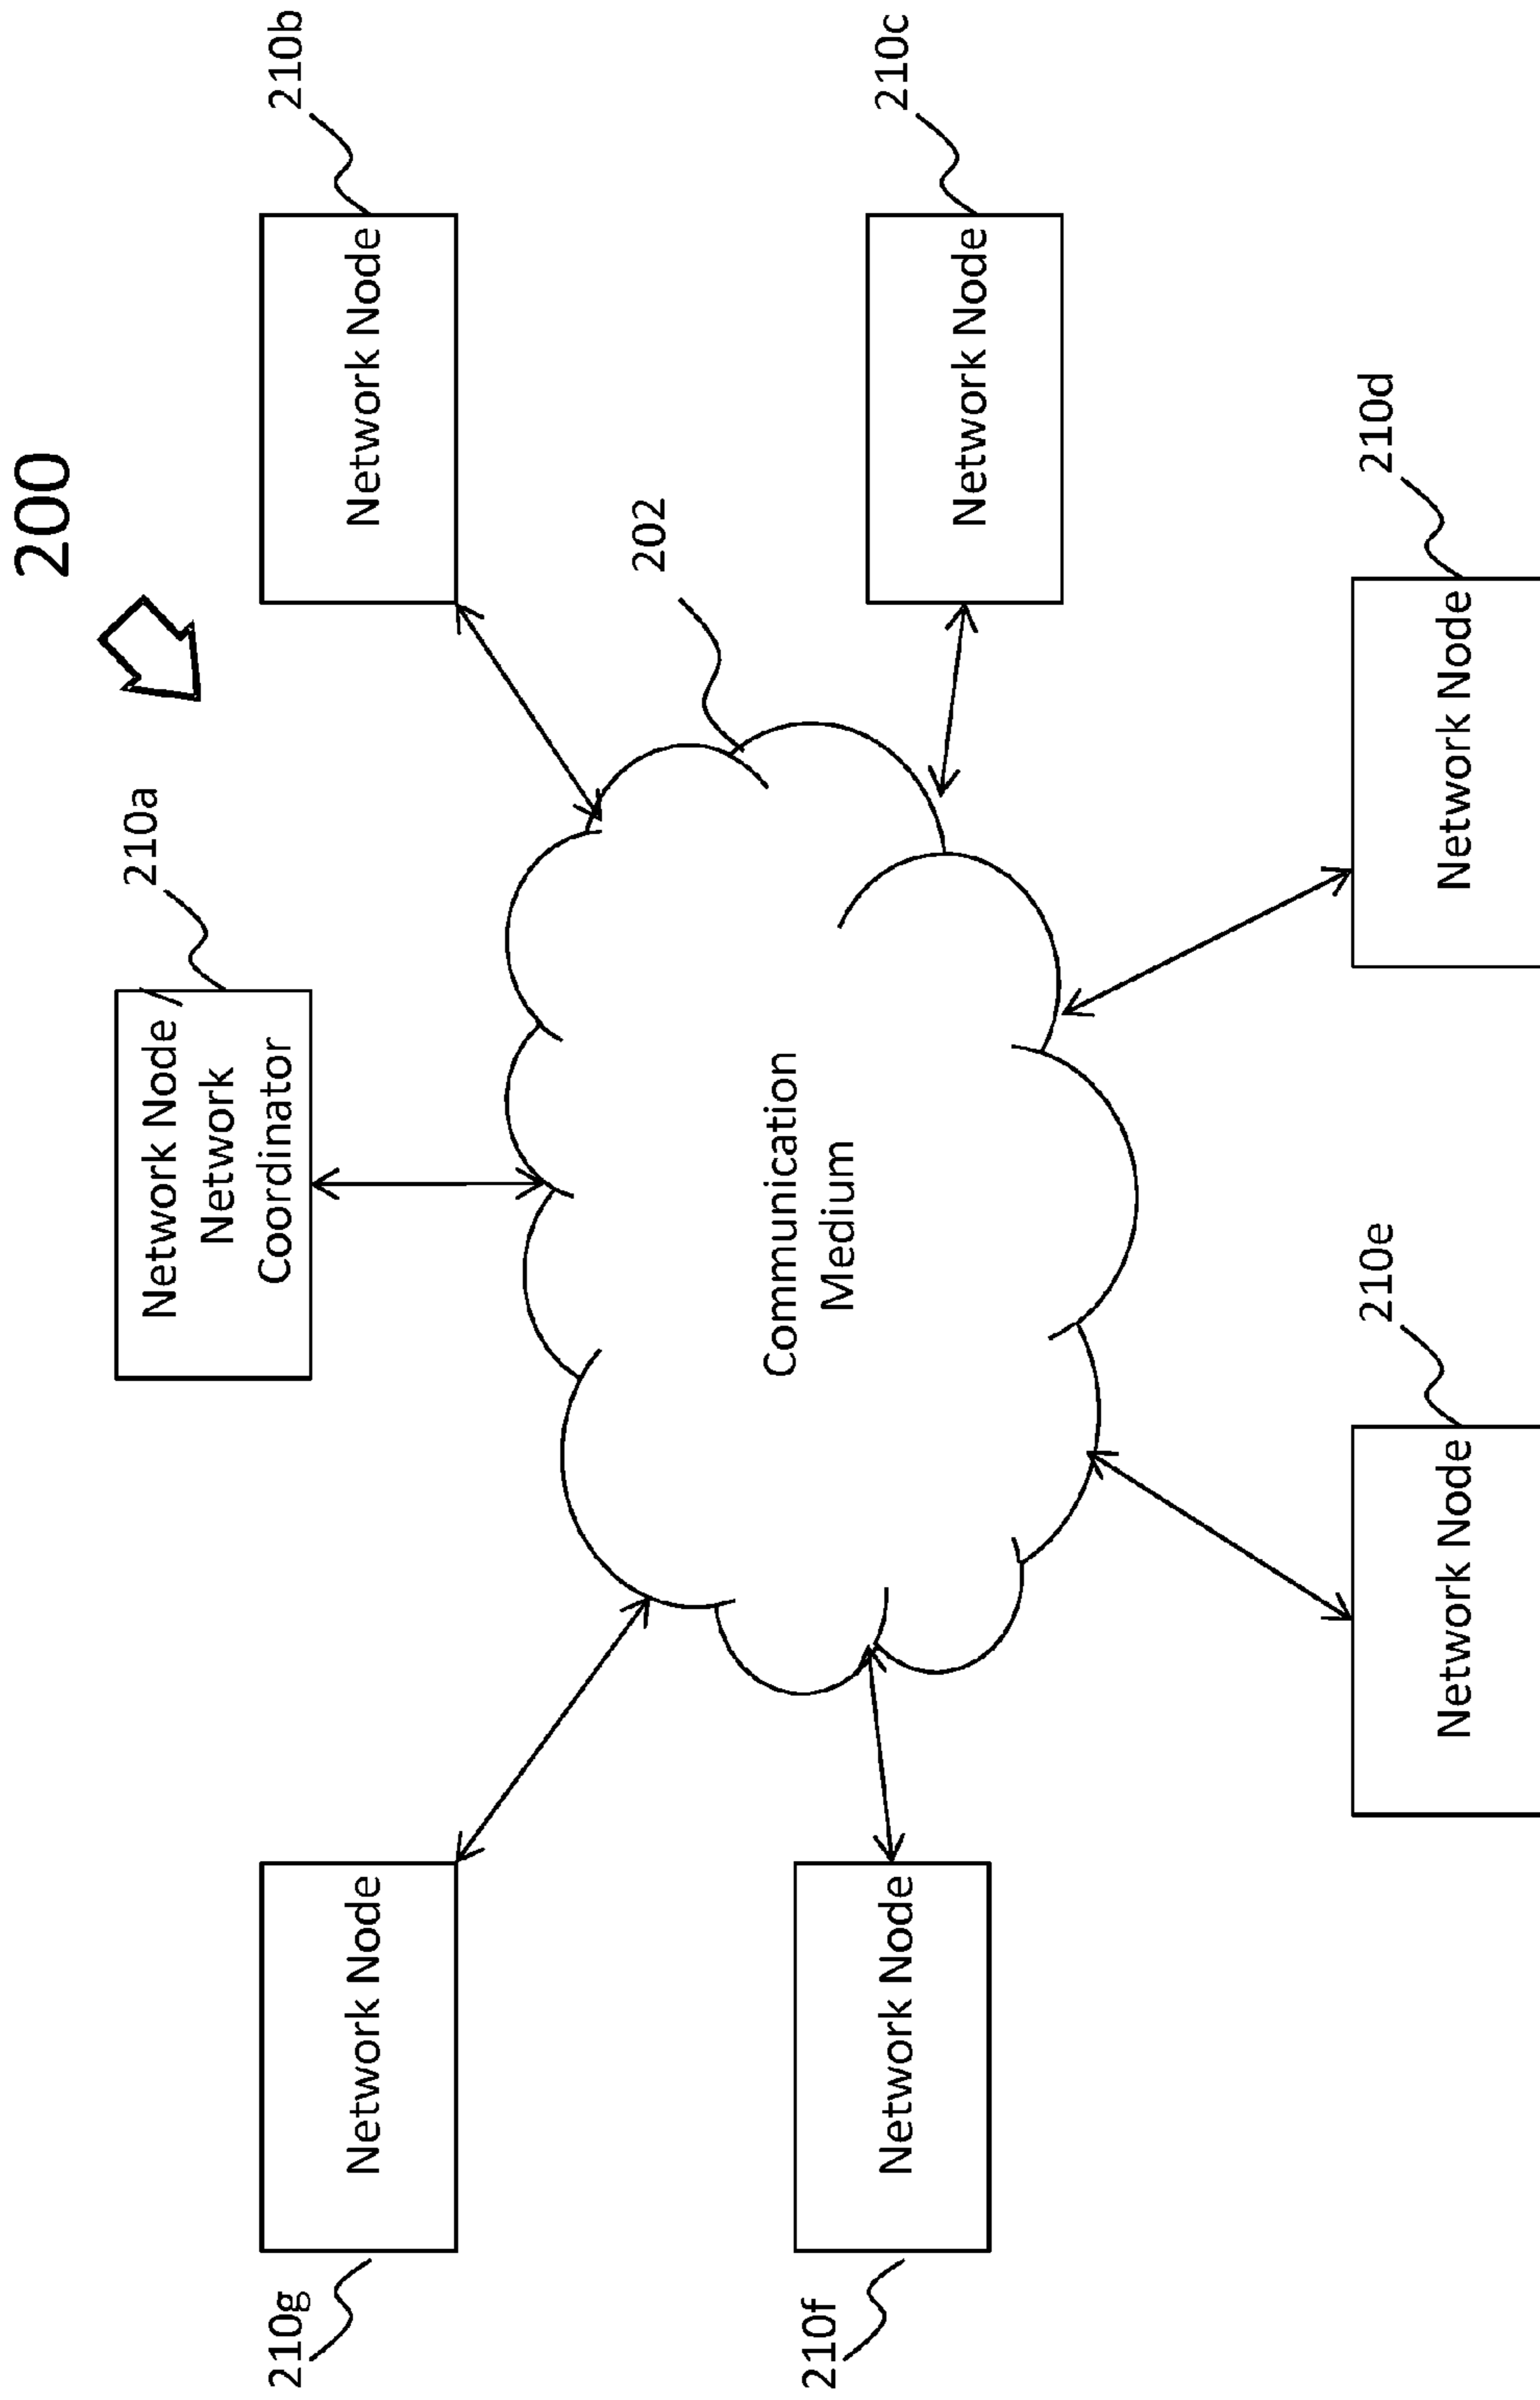 200
210a
Network Node /
Network
Coordinator
210g
Network Node
Network Node
210b
202
Communication
Medium
210f
Network Node
Network Node
210c
210e
Network Node
Network Node
210d